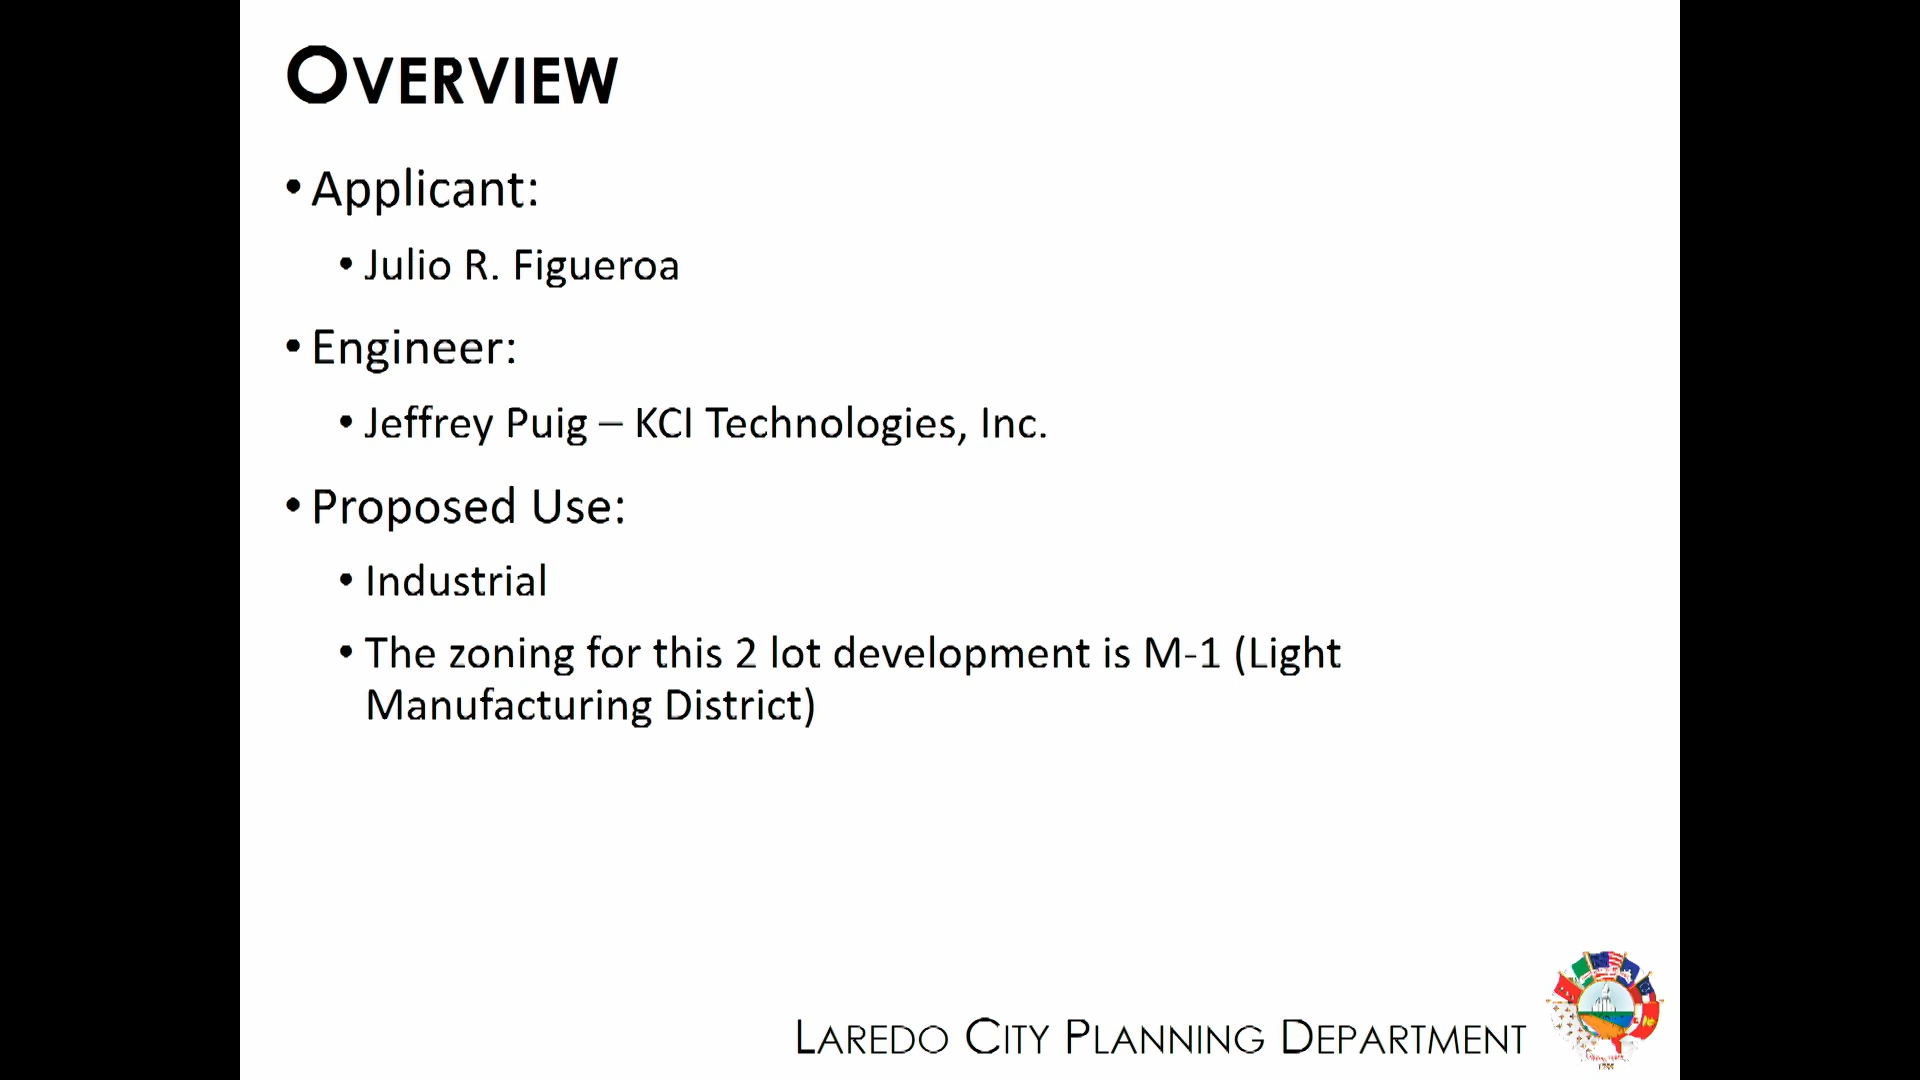 OVERVIEW
• Applicant:
• Julio R. Figueroa
• Engineer:
• Jeffrey Puig – KCI Technologies, Inc.
• Proposed Use:
• Industrial
• The zoning for this 2 lot development is M-1 (Light
Manufacturing District)
LAREDO CITY PLANNING DEPARTMENT